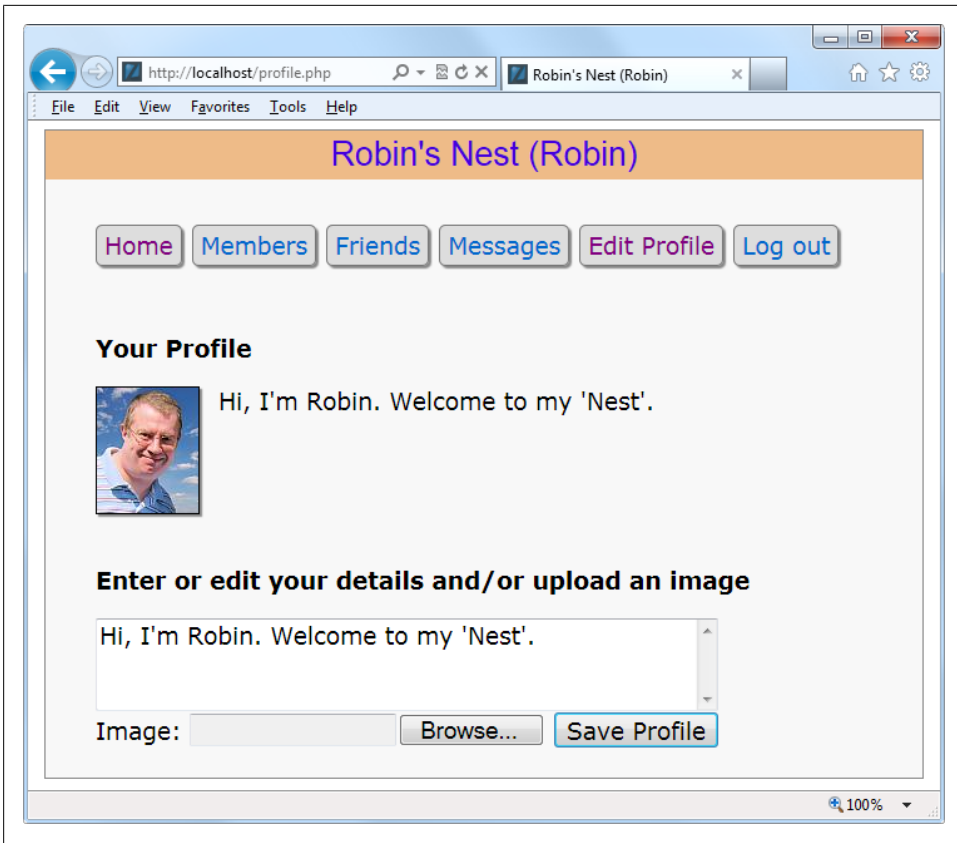 http://localhost/profile.php
Robin's Nest (Robin)
File Edit View Favorites Tools Help
Robin's Nest (Robin)
Home Members Friends Messages Edit Profile Log out
Your Profile
Hi, I'm Robin. Welcome to my 'Nest'.
Enter or edit your details and/or upload an image
Hi, I'm Robin. Welcome to my 'Nest'.
Image: Browse... Save Profile
100%